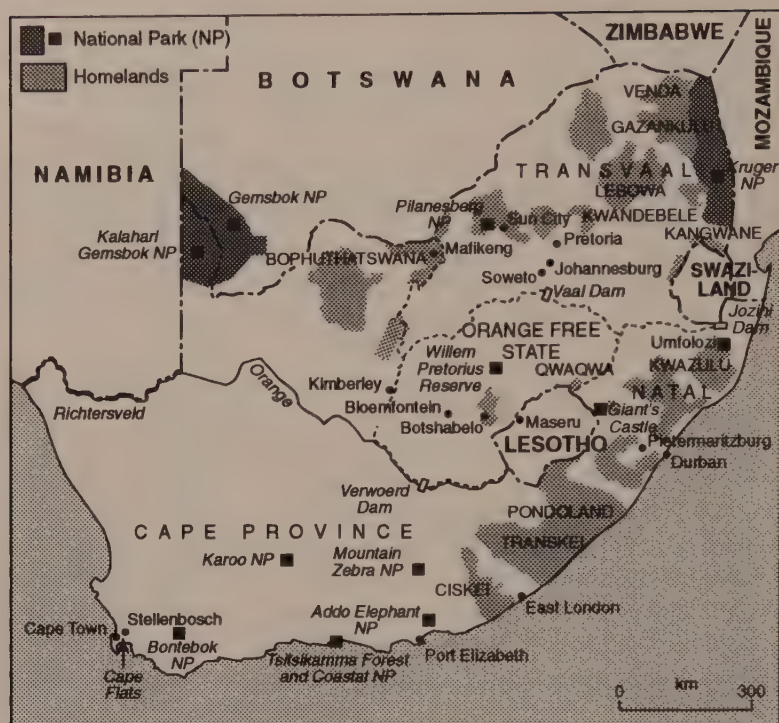 National Park (NP)
Homelands
ZIMBABWE
MOZAMBIQUE
BOTSWANA
NAMIBIA
VENDA
GAZANKULU
TRANSVAAL
LEBOWA
Kruger
NP
Gemsbok NP
Kalahari
Gemsbok NP
Pilanesberg
NP
Sun City
KWANDEBELE
BOPHUTHATSWANA
Mafikeng
Pretoria
KANGWANE
Soweto
Johannesburg
SWAZI-
LAND
Vaal Dam
Jozini
Dam
ORANGE FREE
STATE
Umfolozi
KWAZULU
Willem
Pretorius
Reserve
QWAQWA
NATAL
Kimberley
Orange
Richtersveld
Bloemfontein
Botshabelo
Maseru
Giant's
Castle
LESOTHO
Pietermaritzburg
Durban
Verwoerd
Dam
PONDOLAND
CAPE PROVINCE
TRANSKEI
Karoo NP
Mountain
Zebra NP
CISKEI
Addo Elephant
NP
East London
Stellenbosch
Cape Town
Bontebok
NP
Cape
Flats
Tsitsikamma Forest
and Coastal NP
Port Elizabeth
km
0 300